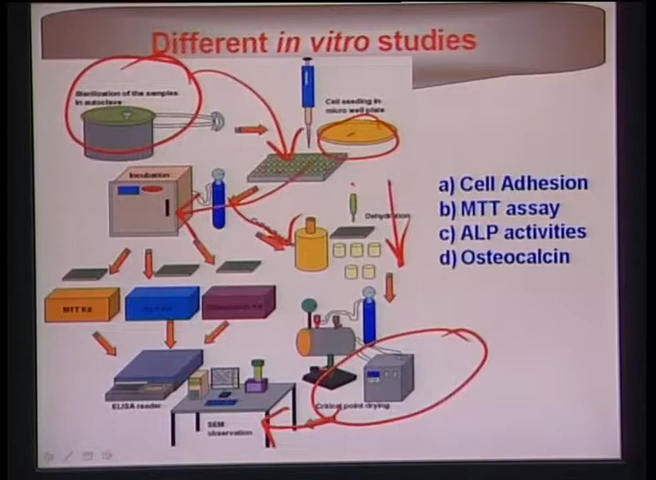 Different in vitro studies
Sterilization of the samples
in autoclave
Cell seeding in
micro well plate
Incubation
Dehydration
a) Cell Adhesion
b) MTT assay
c) ALP activities
d) Osteocalcin
MTT Kit
ELISA reader
SEM
observation
Critical point drying